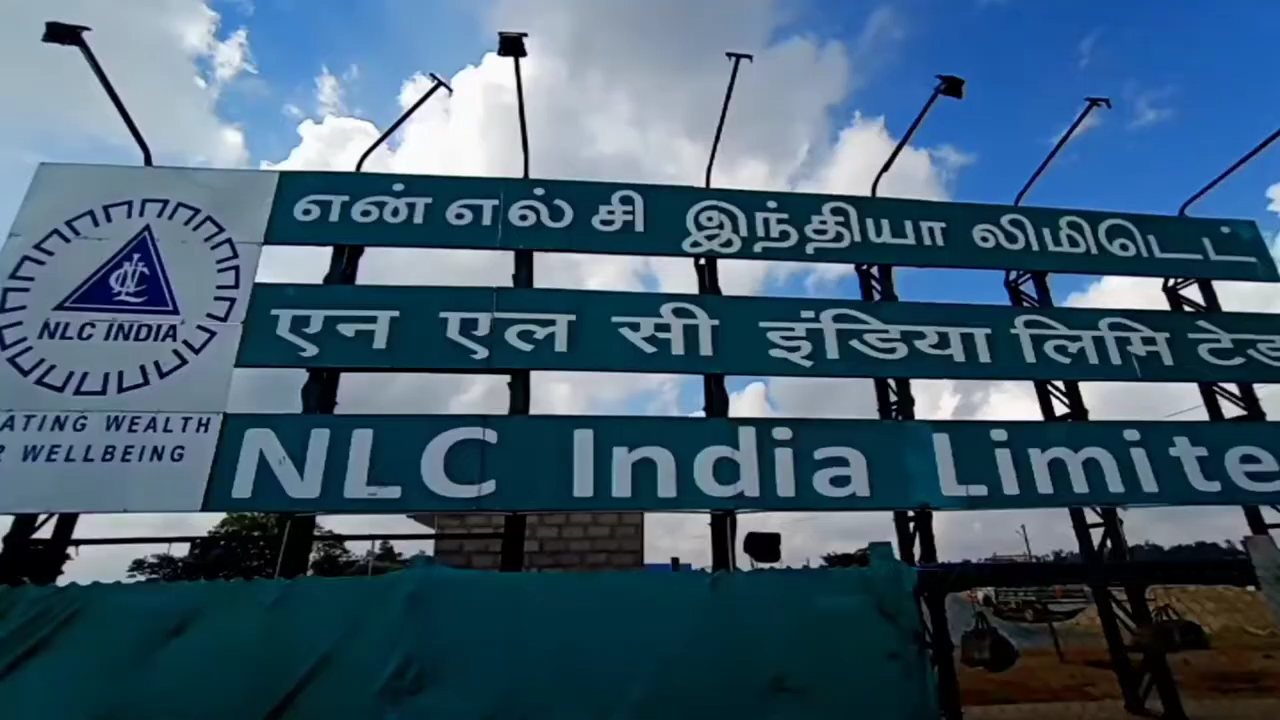 என்எல்சி இந்தியா லிமிடெட்
एन एल सी इंडिया लिमिटेड
NLC India Limite
NLC
NLC INDIA
ATING WEALTH
R WELLBEING